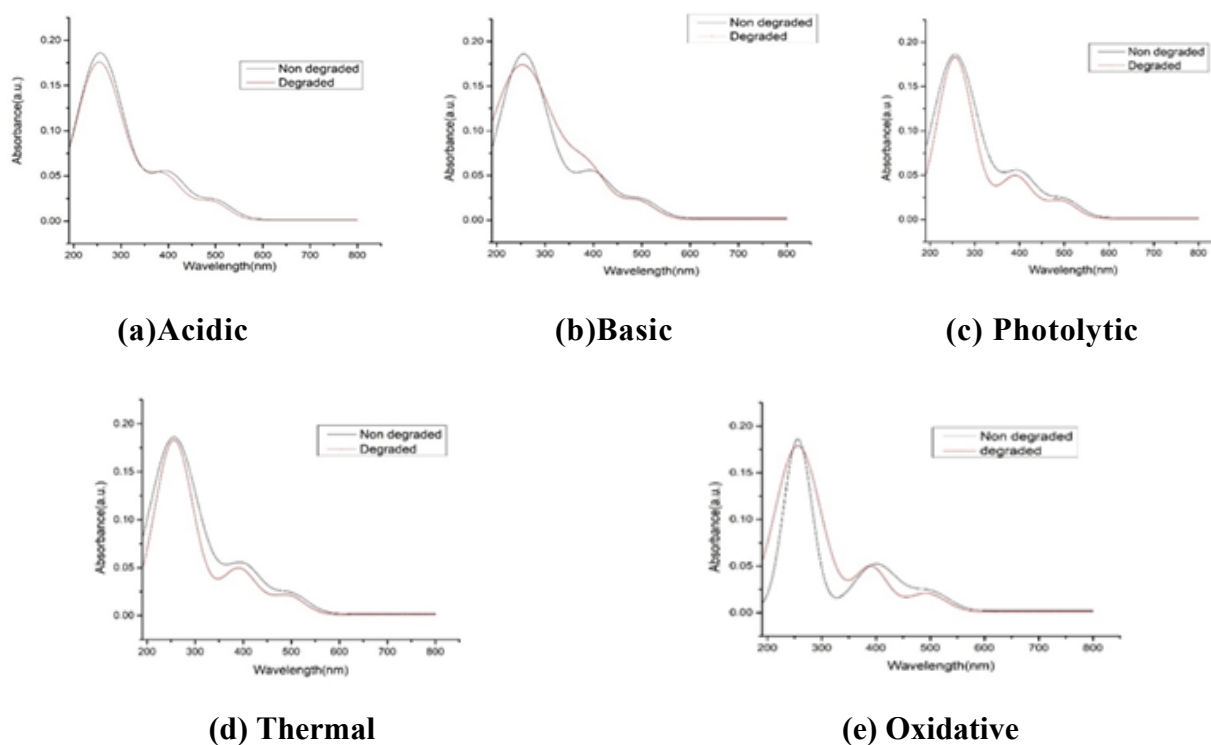 Non degraded
Degraded
Absorbance(a.u.)
0.20
0.15
0.10
0.05
0.00
200 300 400 500 600 700 800
Wavelength(nm)
(a)Acidic
Non degraded
Degraded
Absorbance(a.u.)
0.20
0.15
0.10
0.05
0.00
200 300 400 500 600 700 800
Wavelength(nm)
(b)Basic
Non degraded
Degraded
Absorbance(a.u.)
0.20
0.15
0.10
0.05
0.00
200 300 400 500 600 700 800
Wavelength(nm)
(c) Photolytic
Non degraded
Degraded
Absorbance(a.u.)
0.20
0.15
0.10
0.05
0.00
200 300 400 500 600 700 800
Wavelength(nm)
(d) Thermal
Non degraded
degraded
Absorbance(a.u.)
0.20
0.15
0.10
0.05
0.00
200 300 400 500 600 700 800
Wavelength(nm)
(e) Oxidative